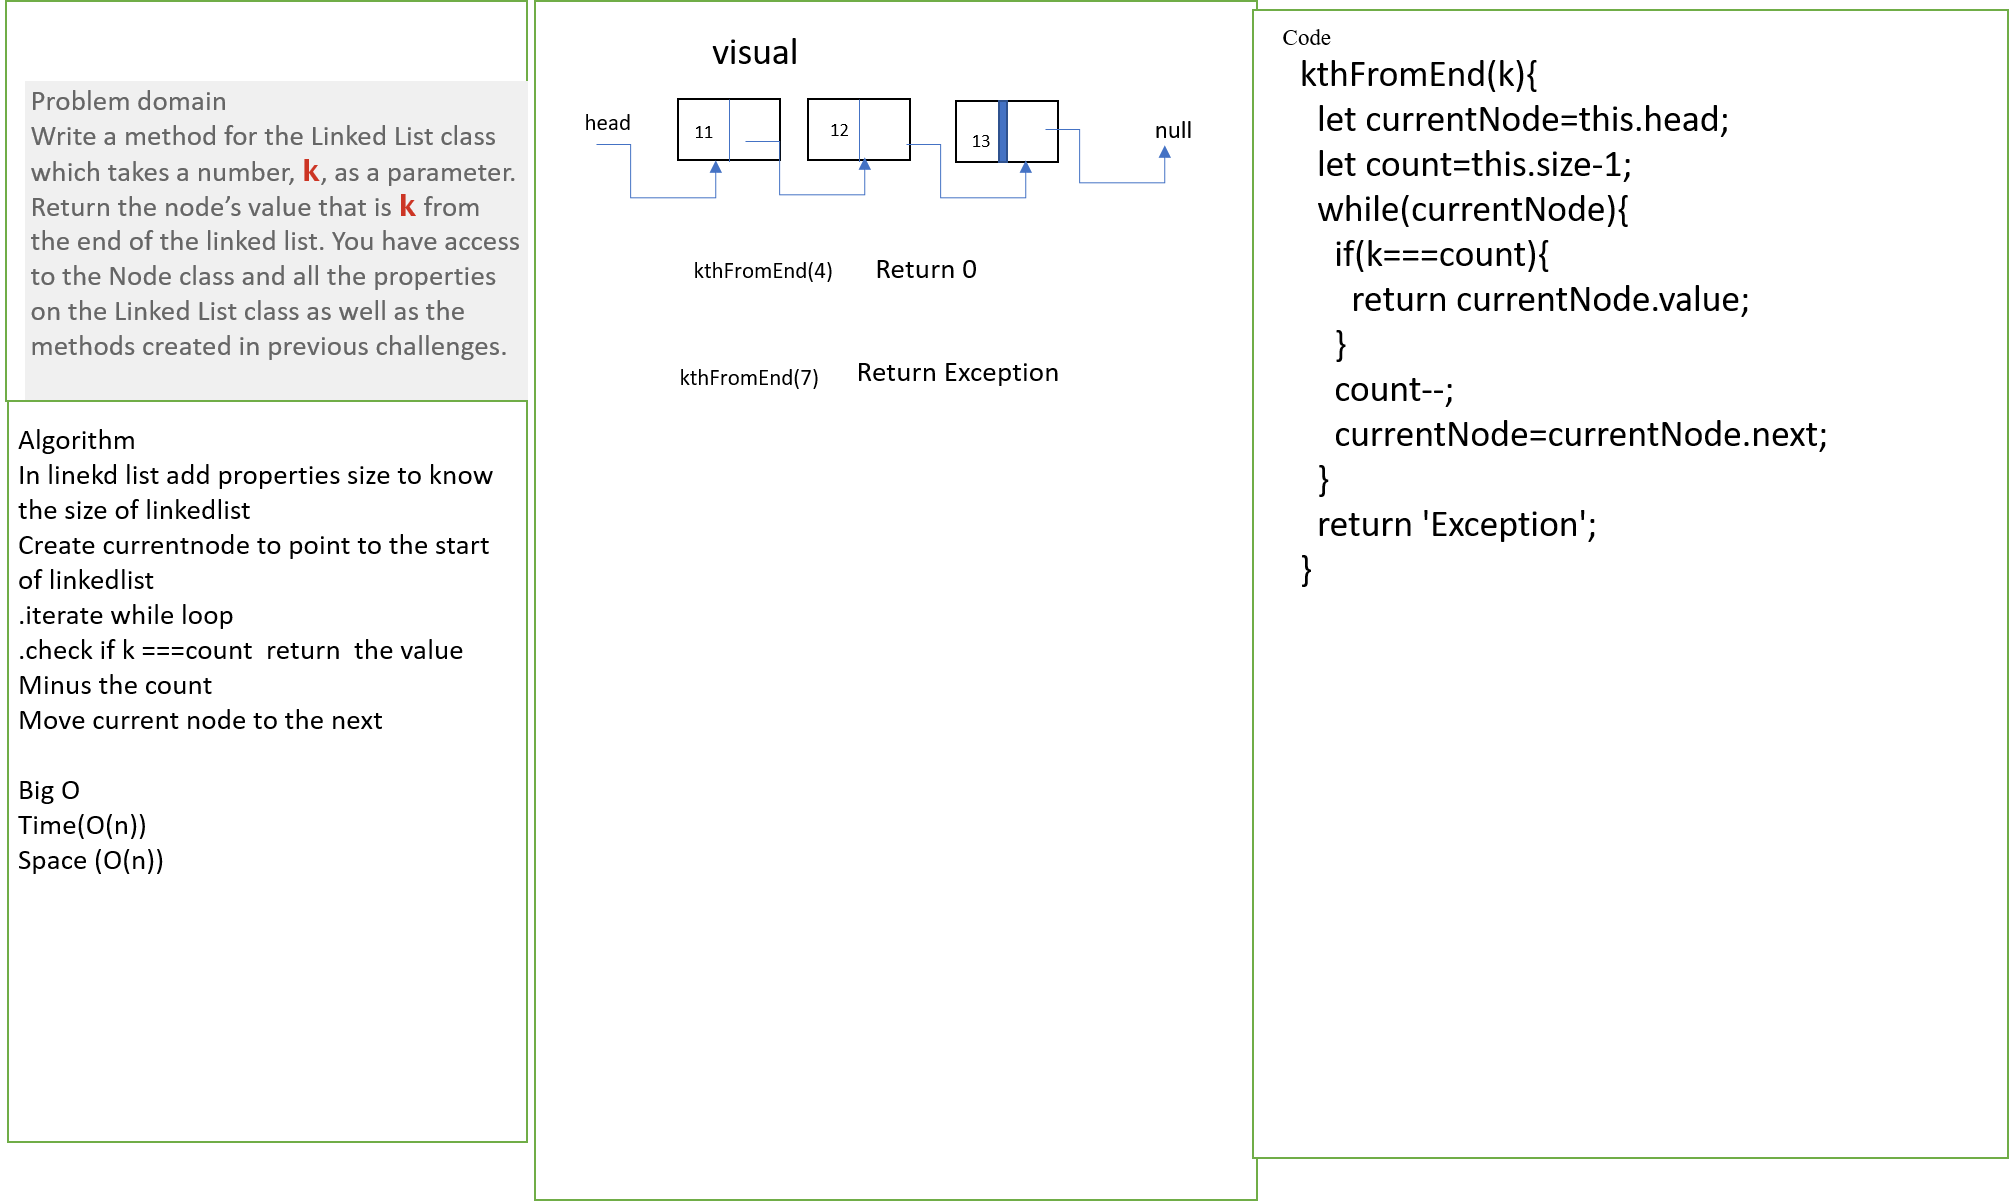 Problem domain
Write a method for the Linked List class
which takes a number, k, as a parameter.
Return the node’s value that is k from
the end of the linked list. You have access
to the Node class and all the properties
on the Linked List class as well as the
methods created in previous challenges.
Algorithm
In linekd list add properties size to know
the size of linkedlist
Create currentnode to point to the start
of linkedlist
.iterate while loop
.check if k ===count  return  the value
Minus the count
Move current node to the next
Big O
Time(O(n))
Space (O(n))
visual
head
11
12
13
null
kthFromEnd(4)
Return 0
kthFromEnd(7)
Return Exception
Code
kthFromEnd(k){
let currentNode=this.head;
let count=this.size-1;
while(currentNode){
if(k===count){
return currentNode.value;
}
count--;
currentNode=currentNode.next;
}
return 'Exception';
}